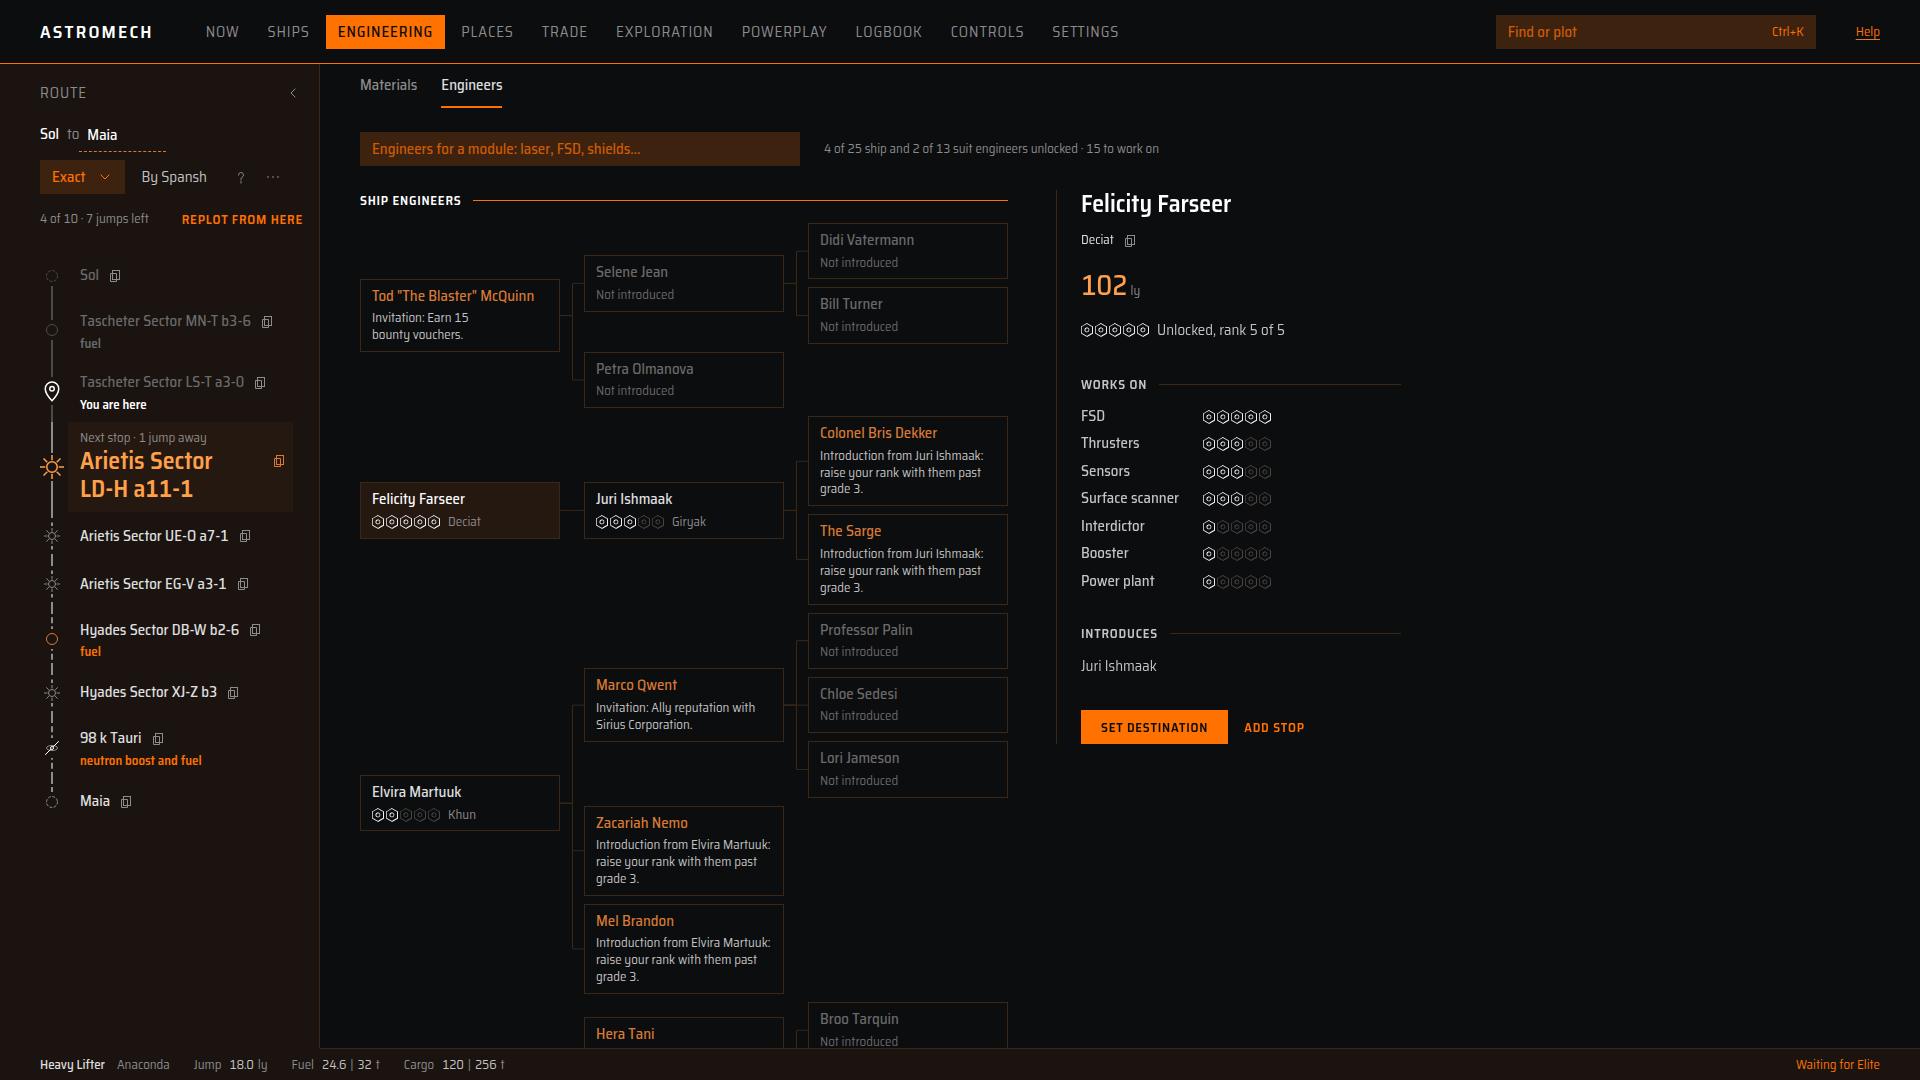 ASTROMECH
NOW SHIPS ENGINEERING PLACES TRADE EXPLORATION POWERPLAY LOGBOOK CONTROLS SETTINGS
Find or plot Ctrl+K
Help
ROUTE
Sol to Maia
Exact By Spansh ? ...
4 of 10 · 7 jumps left REPLOT FROM HERE
Sol
Tascheter Sector MN-T b3-6
fuel
Tascheter Sector LS-T a3-0
You are here
Next stop · 1 jump away
Arietis Sector
LD-H a11-1
Arietis Sector UE-O a7-1
Arietis Sector EG-V a3-1
Hyades Sector DB-W b2-6
fuel
Hyades Sector XJ-Z b3
98 k Tauri
neutron boost and fuel
Maia
Materials Engineers
Engineers for a module: laser, FSD, shields...
4 of 25 ship and 2 of 13 suit engineers unlocked · 15 to work on
SHIP ENGINEERS
Tod "The Blaster" McQuinn
Invitation: Earn 15
bounty vouchers.
Selene Jean
Not introduced
Didi Vatermann
Not introduced
Bill Turner
Not introduced
Petra Olmanova
Not introduced
Felicity Farseer
Deciat
Juri Ishmaak
Giryak
Colonel Bris Dekker
Introduction from Juri Ishmaak:
raise your rank with them past
grade 3.
The Sarge
Introduction from Juri Ishmaak:
raise your rank with them past
grade 3.
Elvira Martuuk
Khun
Marco Qwent
Invitation: Ally reputation with
Sirius Corporation.
Professor Palin
Not introduced
Chloe Sedesi
Not introduced
Lori Jameson
Not introduced
Zacariah Nemo
Introduction from Elvira Martuuk:
raise your rank with them past
grade 3.
Mel Brandon
Introduction from Elvira Martuuk:
raise your rank with them past
grade 3.
Hera Tani
Broo Tarquin
Not introduced
Felicity Farseer
Deciat
102 ly
Unlocked, rank 5 of 5
WORKS ON
FSD
Thrusters
Sensors
Surface scanner
Interdictor
Booster
Power plant
INTRODUCES
Juri Ishmaak
SET DESTINATION ADD STOP
Heavy Lifter Anaconda Jump 18.0 ly Fuel 24.6 | 32 t Cargo 120 | 256 t
Waiting for Elite